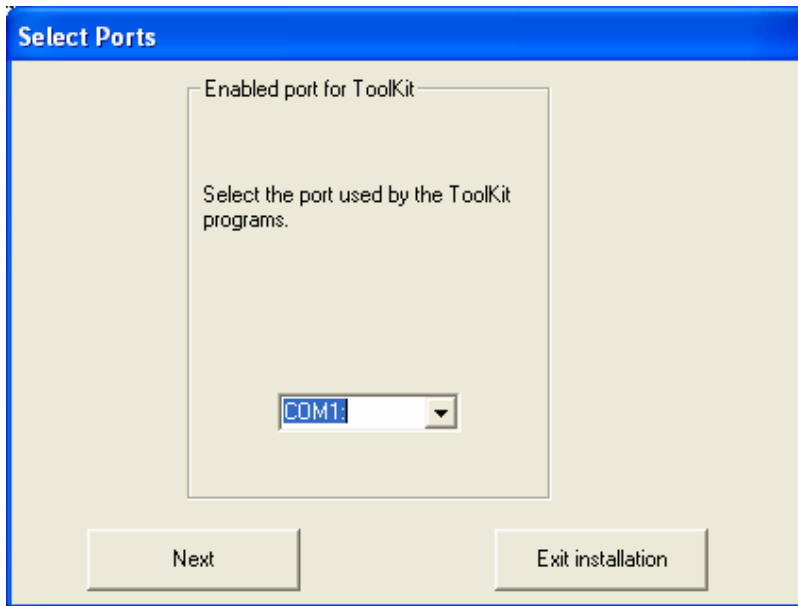 Select Ports
Enabled port for ToolKit
Select the port used by the ToolKit
programs.
COM1:
Next
Exit installation